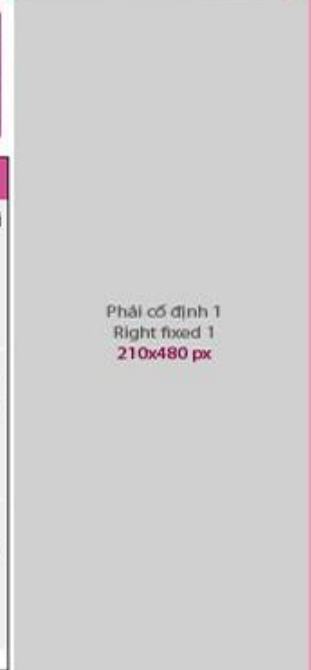 Phải cố định 1
Right fixed 1
210x480 px